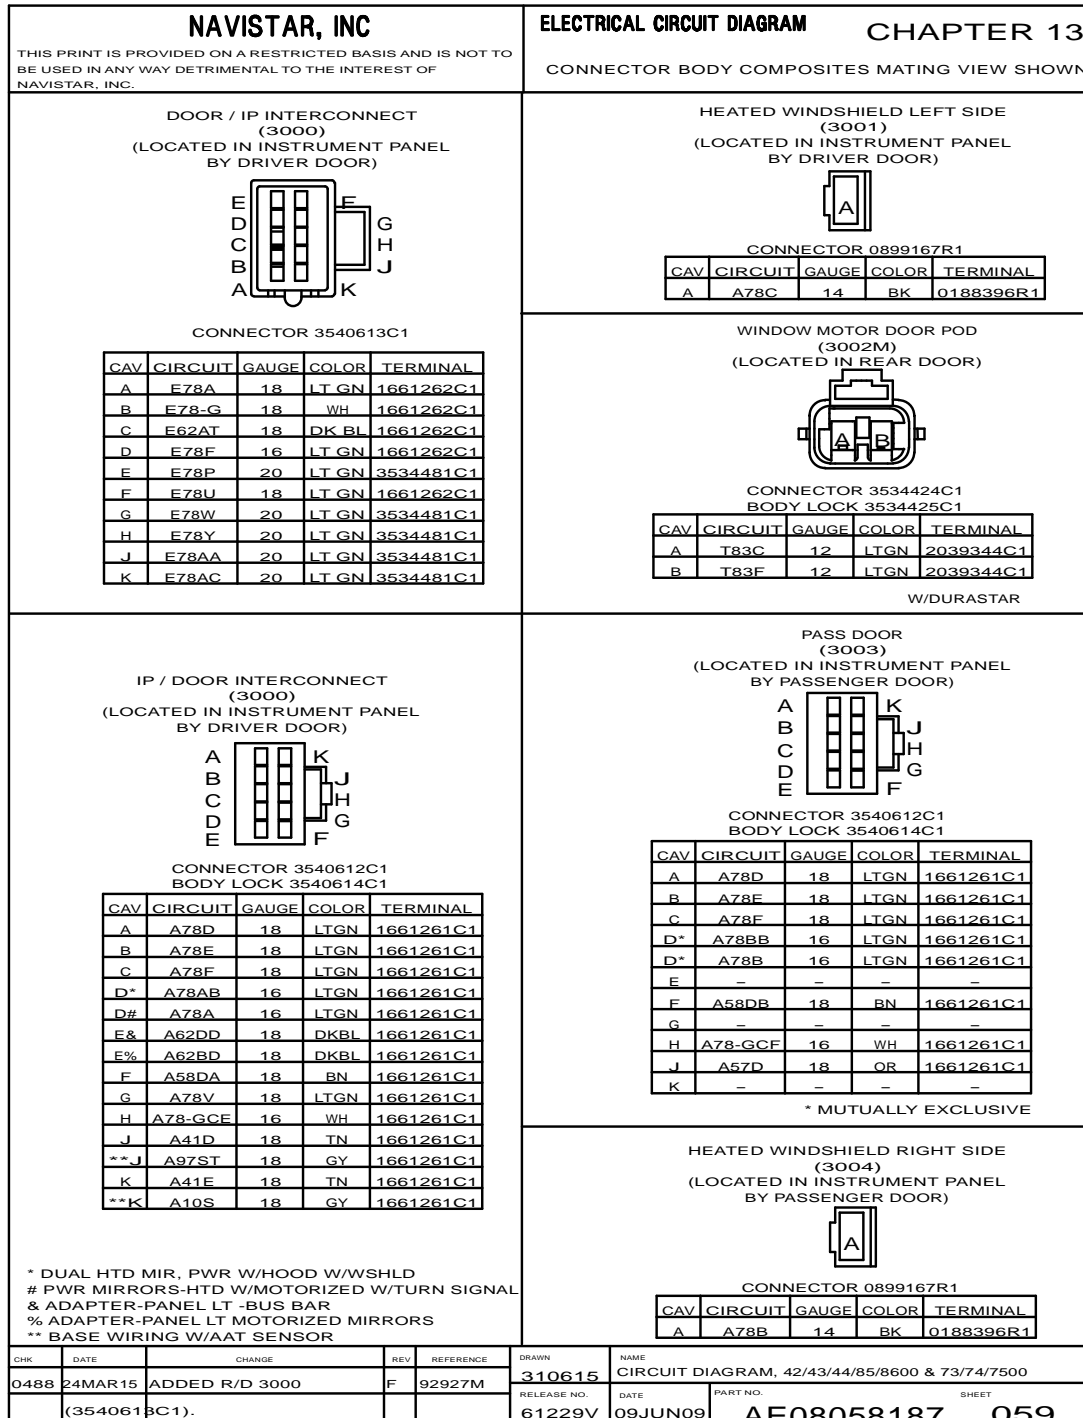 NAVISTAR, INC
THIS PRINT IS PROVIDED ON A RESTRICTED BASIS AND IS NOT TO
BE USED IN ANY WAY DETRIMENTAL TO THE INTEREST OF
NAVISTAR, INC.
ELECTRICAL CIRCUIT DIAGRAM
CHAPTER 13
CONNECTOR BODY COMPOSITES MATING VIEW SHOWN
DOOR / IP INTERCONNECT
(3000)
(LOCATED IN INSTRUMENT PANEL
BY DRIVER DOOR)
E F
D G
C H
B J
A K
CONNECTOR 3540613C1
CAV CIRCUIT GAUGE COLOR TERMINAL
A E78A 18 LT GN 1661262C1
B E78-G 18 WH 1661262C1
C E62AT 18 DK BL 1661262C1
D E78F 16 LT GN 1661262C1
E E78P 20 LT GN 3534481C1
F E78U 18 LT GN 1661262C1
G E78W 20 LT GN 3534481C1
H E78Y 20 LT GN 3534481C1
J E78AA 20 LT GN 3534481C1
K E78AC 20 LT GN 3534481C1
HEATED WINDSHIELD LEFT SIDE
(3001)
(LOCATED IN INSTRUMENT PANEL
BY DRIVER DOOR)
A
CONNECTOR 0899167R1
CAV CIRCUIT GAUGE COLOR TERMINAL
A A78C 14 BK 0188396R1
WINDOW MOTOR DOOR POD
(3002M)
(LOCATED IN REAR DOOR)
A B
CONNECTOR 3534424C1
BODY LOCK 3534425C1
CAV CIRCUIT GAUGE COLOR TERMINAL
A T83C 12 LTGN 2039344C1
B T83F 12 LTGN 2039344C1
W/DURASTAR
IP / DOOR INTERCONNECT
(3000)
(LOCATED IN INSTRUMENT PANEL
BY DRIVER DOOR)
A K
B J
C H
D G
E F
CONNECTOR 3540612C1
BODY LOCK 3540614C1
CAV CIRCUIT GAUGE COLOR TERMINAL
A A78D 18 LTGN 1661261C1
B A78E 18 LTGN 1661261C1
C A78F 18 LTGN 1661261C1
D* A78AB 16 LTGN 1661261C1
D# A78A 16 LTGN 1661261C1
E& A62DD 18 DKBL 1661261C1
E% A62BD 18 DKBL 1661261C1
F A58DA 18 BN 1661261C1
G A78V 18 LTGN 1661261C1
H A78-GCE 16 WH 1661261C1
J A41D 18 TN 1661261C1
**J A97ST 18 GY 1661261C1
K A41E 18 TN 1661261C1
**K A10S 18 GY 1661261C1
* DUAL HTD MIR, PWR W/HOOD W/WSHLD
# PWR MIRRORS-HTD W/MOTORIZED W/TURN SIGNAL
& ADAPTER-PANEL LT -BUS BAR
% ADAPTER-PANEL LT MOTORIZED MIRRORS
** BASE WIRING W/AAT SENSOR
PASS DOOR
(3003)
(LOCATED IN INSTRUMENT PANEL
BY PASSENGER DOOR)
A K
B J
C H
D G
E F
CONNECTOR 3540612C1
BODY LOCK 3540614C1
CAV CIRCUIT GAUGE COLOR TERMINAL
A A78D 18 LTGN 1661261C1
B A78E 18 LTGN 1661261C1
C A78F 18 LTGN 1661261C1
D* A78BB 16 LTGN 1661261C1
D* A78B 16 LTGN 1661261C1
E – – – –
F A58DB 18 BN 1661261C1
G – – – –
H A78-GCF 16 WH 1661261C1
J A57D 18 OR 1661261C1
K – – – –
* MUTUALLY EXCLUSIVE
HEATED WINDSHIELD RIGHT SIDE
(3004)
(LOCATED IN INSTRUMENT PANEL
BY PASSENGER DOOR)
A
CONNECTOR 0899167R1
CAV CIRCUIT GAUGE COLOR TERMINAL
A A78B 14 BK 0188396R1
CHK DATE CHANGE REV REFERENCE
0488 24MAR15 ADDED R/D 3000 F 92927M
(3540613C1).
DRAWN
310615
NAME
CIRCUIT DIAGRAM, 42/43/44/85/8600 & 73/74/7500
RELEASE NO.
61229V
DATE
09JUN09
PART NO.
AE08058187
SHEET
059